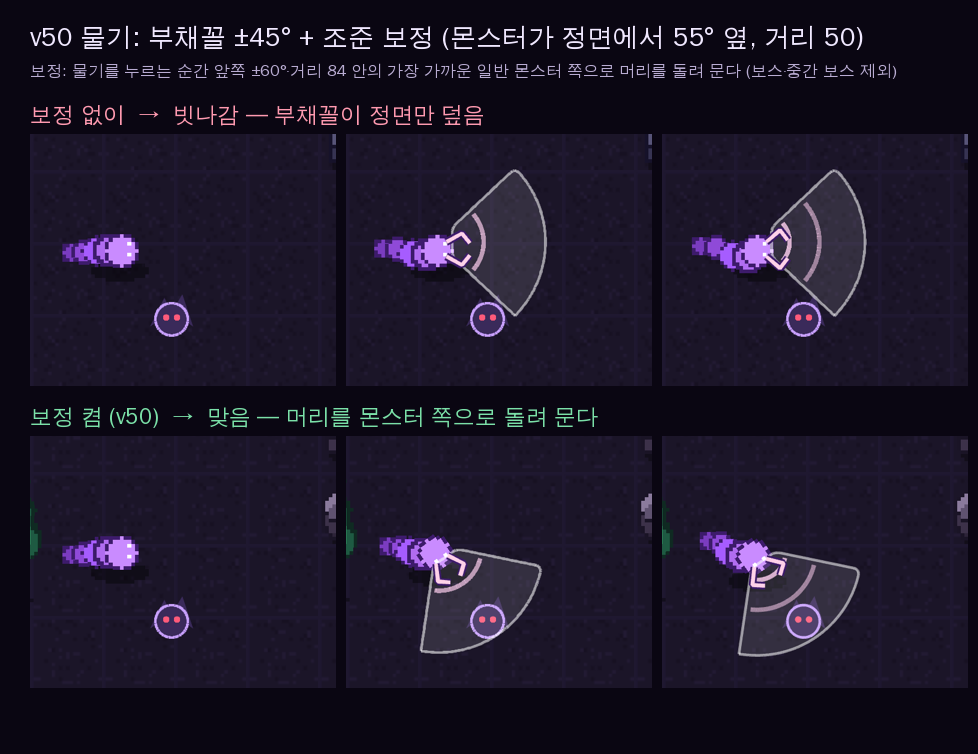 v50 물기: 부채꼴 ±45° + 조준 보정 (몬스터가 정면에서 55° 옆, 거리 50)
보정: 물기를 누르는 순간 앞쪽 ±60°·거리 84 안의 가장 가까운 일반 몬스터 쪽으로 머리를 돌려 문다 (보스·중간 보스 제외)
보정 없이 → 빗나감 — 부채꼴이 정면만 덮음
보정 켬 (v50) → 맞음 — 머리를 몬스터 쪽으로 돌려 문다